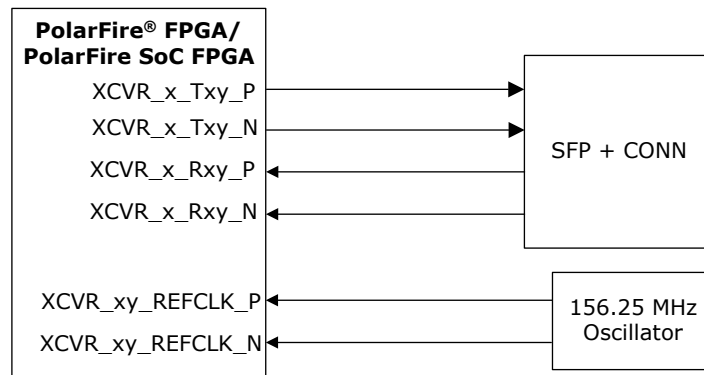 PolarFire® FPGA/
PolarFire SoC FPGA
XCVR_x_Txy_P
XCVR_x_Txy_N
XCVR_x_Rxy_P
XCVR_x_Rxy_N
SFP + CONN
XCVR_xy_REFCLK_P
XCVR_xy_REFCLK_N
156.25 MHz
Oscillator